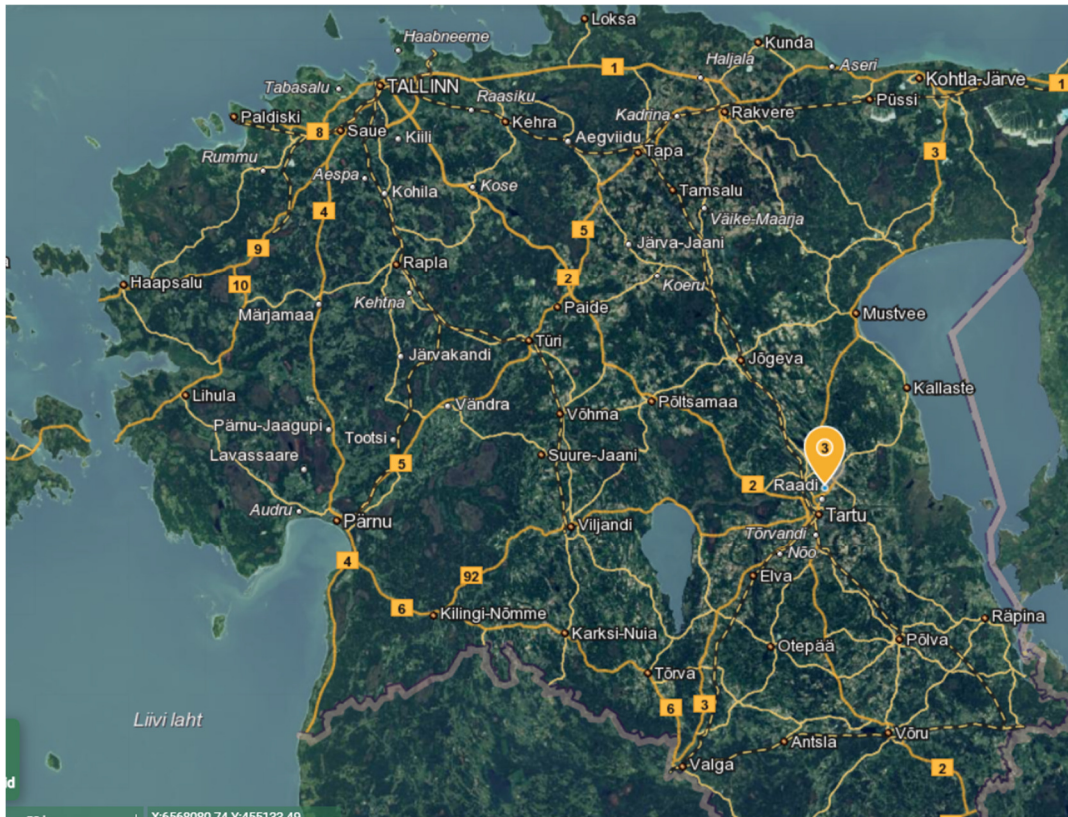 Loksa
Haabneeme
Kunda
1
Haljala
Aseri
Tabasalu
TALLINN
Kohtla-Järve
1
Raasiku
Püssi
Paldiski
Kehra
Kadrina
Rakvere
8
Saue
Kiili
Aegviidu
Tapa
3
Rummu
Aespa
Kohila
Kose
Tamsalu
4
Väike-Maarja
5
Järva-Jaani
9
Rapla
2
Koeru
Haapsalu
10
Kehtna
Paide
Märjamaa
Mustvee
Türi
Järvakandi
Jõgeva
Kallaste
Lihula
Vändra
Võhma
Põltsamaa
Pärnu-Jaagupi
Tootsi
3
Lavassaare
5
Suure-Jaani
2
Raadi
Audru
Pärnu
Viljandi
Tartu
Tõrvandi
Nõo
4
92
Elva
6
Kilingi-Nõmme
Räpina
Karksi-Nuia
Otepää
Põlva
Tõrva
6
3
Liivi laht
Antsla
Võru
Valga
2
X:6568080.74 Y:455133.49